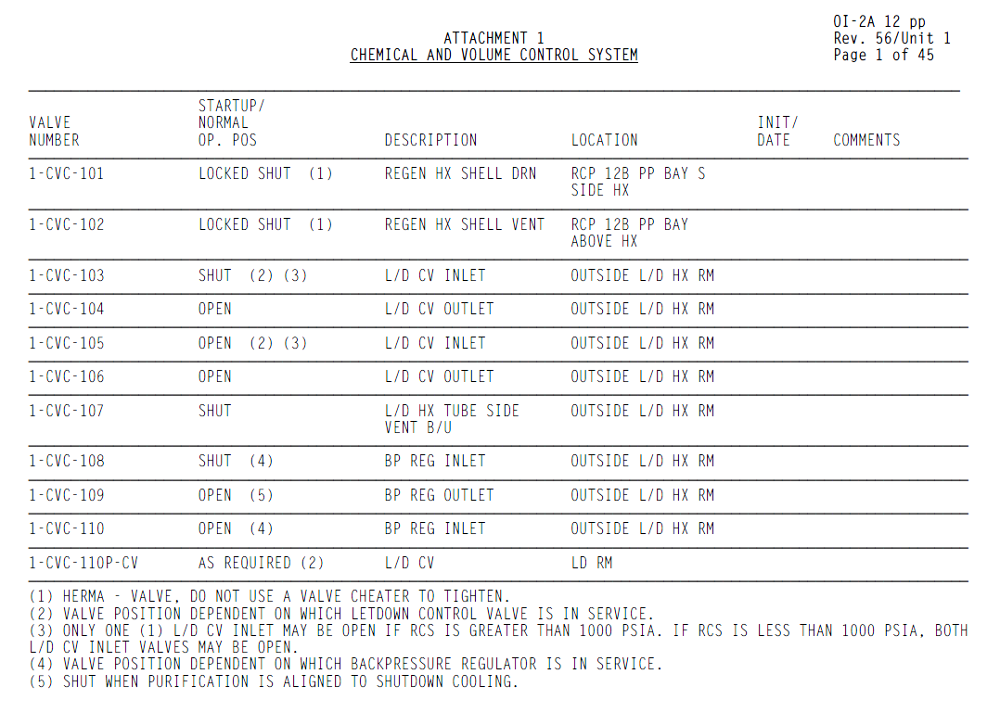 OI-2A 12 pp
ATTACHMENT 1 Rev. 56/Unit 1
CHEMICAL AND VOLUME CONTROL SYSTEM Page 1 of 45
STARTUP/
VALVE NORMAL INIT/
NUMBER OP. POS DESCRIPTION LOCATION DATE COMMENTS
1-CVC-101 LOCKED SHUT (1) REGEN HX SHELL DRN RCP 12B PP BAY S
SIDE HX
1-CVC-102 LOCKED SHUT (1) REGEN HX SHELL VENT RCP 12B PP BAY
ABOVE HX
1-CVC-103 SHUT (2) (3) L/D CV INLET OUTSIDE L/D HX RM
1-CVC-104 OPEN L/D CV OUTLET OUTSIDE L/D HX RM
1-CVC-105 OPEN (2) (3) L/D CV INLET OUTSIDE L/D HX RM
1-CVC-106 OPEN L/D CV OUTLET OUTSIDE L/D HX RM
1-CVC-107 SHUT L/D HX TUBE SIDE OUTSIDE L/D HX RM
VENT B/U
1-CVC-108 SHUT (4) BP REG INLET OUTSIDE L/D HX RM
1-CVC-109 OPEN (5) BP REG OUTLET OUTSIDE L/D HX RM
1-CVC-110 OPEN (4) BP REG INLET OUTSIDE L/D HX RM
1-CVC-110P-CV AS REQUIRED (2) L/D CV LD RM
(1) HERMA - VALVE, DO NOT USE A VALVE CHEATER TO TIGHTEN.
(2) VALVE POSITION DEPENDENT ON WHICH LETDOWN CONTROL VALVE IS IN SERVICE.
(3) ONLY ONE (1) L/D CV INLET MAY BE OPEN IF RCS IS GREATER THAN 1000 PSIA. IF RCS IS LESS THAN 1000 PSIA, BOTH
L/D CV INLET VALVES MAY BE OPEN.
(4) VALVE POSITION DEPENDENT ON WHICH BACKPRESSURE REGULATOR IS IN SERVICE.
(5) SHUT WHEN PURIFICATION IS ALIGNED TO SHUTDOWN COOLING.